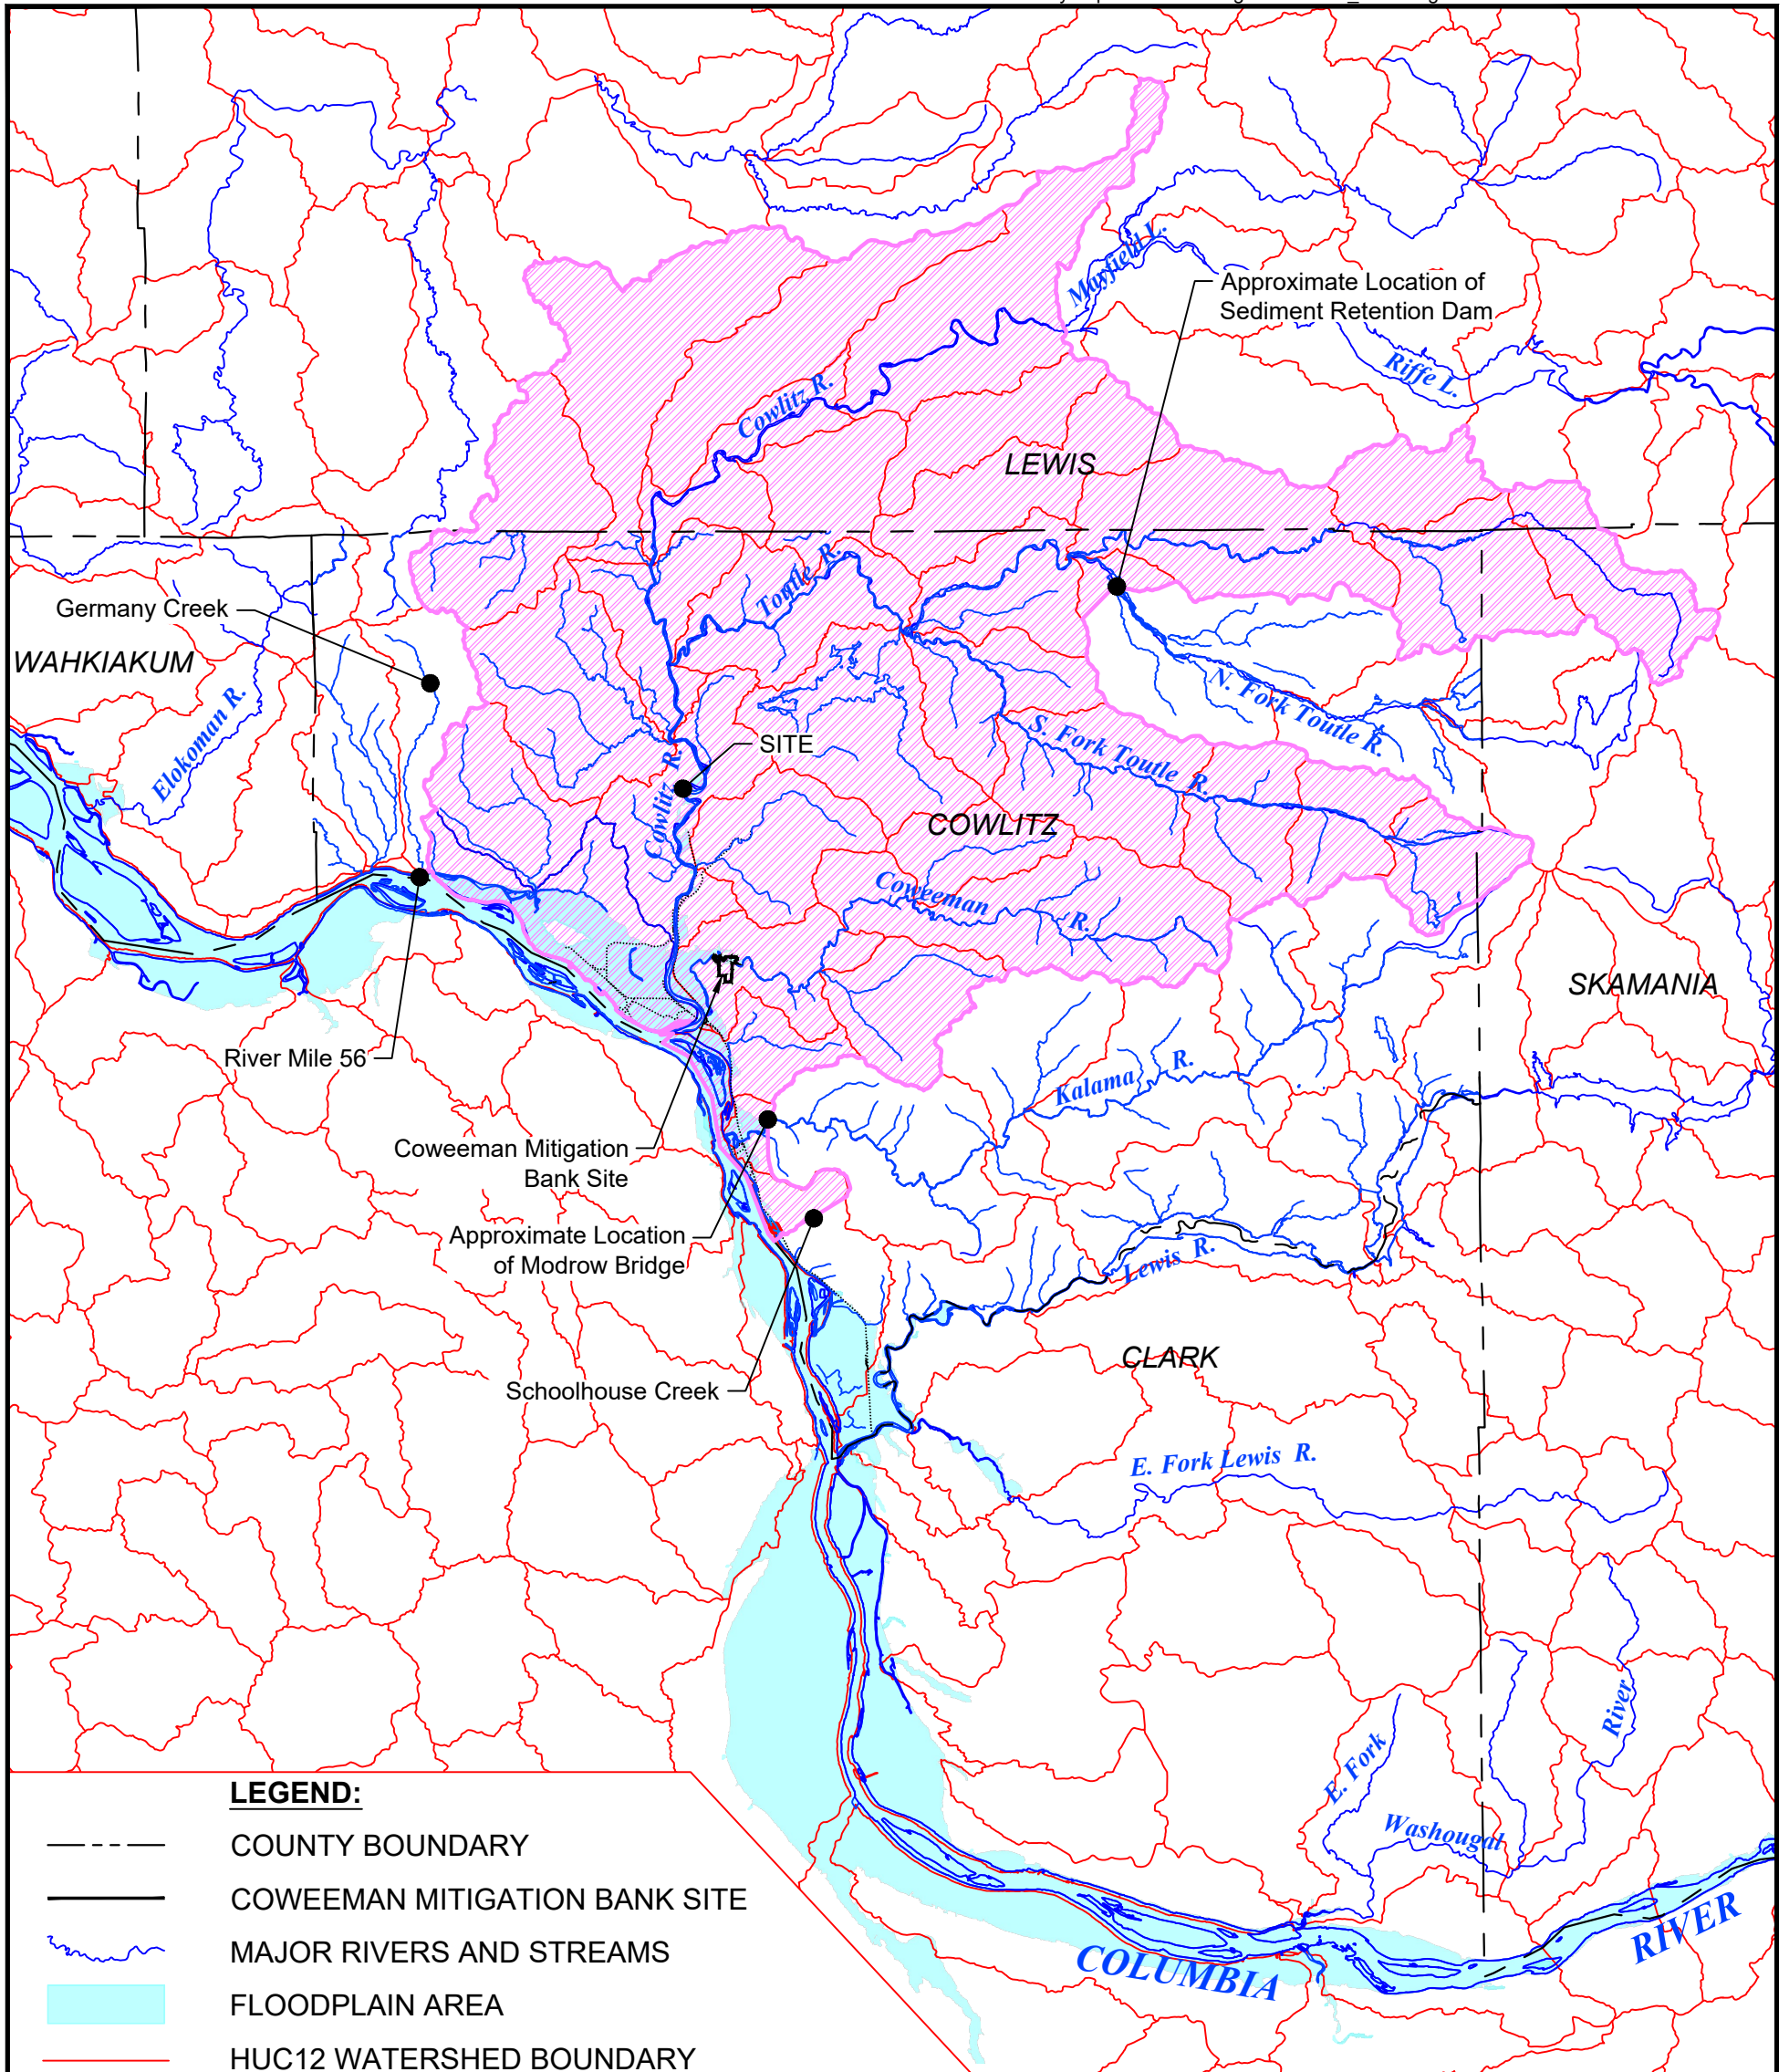 Mayfield L.
Approximate Location of
Sediment Retention Dam
Riffe L.
Cowlitz R.
LEWIS
Toutle R.
Germany Creek
WAHKIAKUM
Elokoman R.
N. Fork Toutle R.
S. Fork Toutle R.
SITE
Cowlitz R.
COWLITZ
Coweeman R.
SKAMANIA
River Mile 56
Kalama R.
Coweeman Mitigation
Bank Site
Approximate Location
of Modrow Bridge
Lewis R.
CLARK
Schoolhouse Creek
E. Fork Lewis R.
E. Fork
Washougal
River
COLUMBIA
RIVER
LEGEND:
COUNTY BOUNDARY
COWEEMAN MITIGATION BANK SITE
MAJOR RIVERS AND STREAMS
FLOODPLAIN AREA
HUC12 WATERSHED BOUNDARY